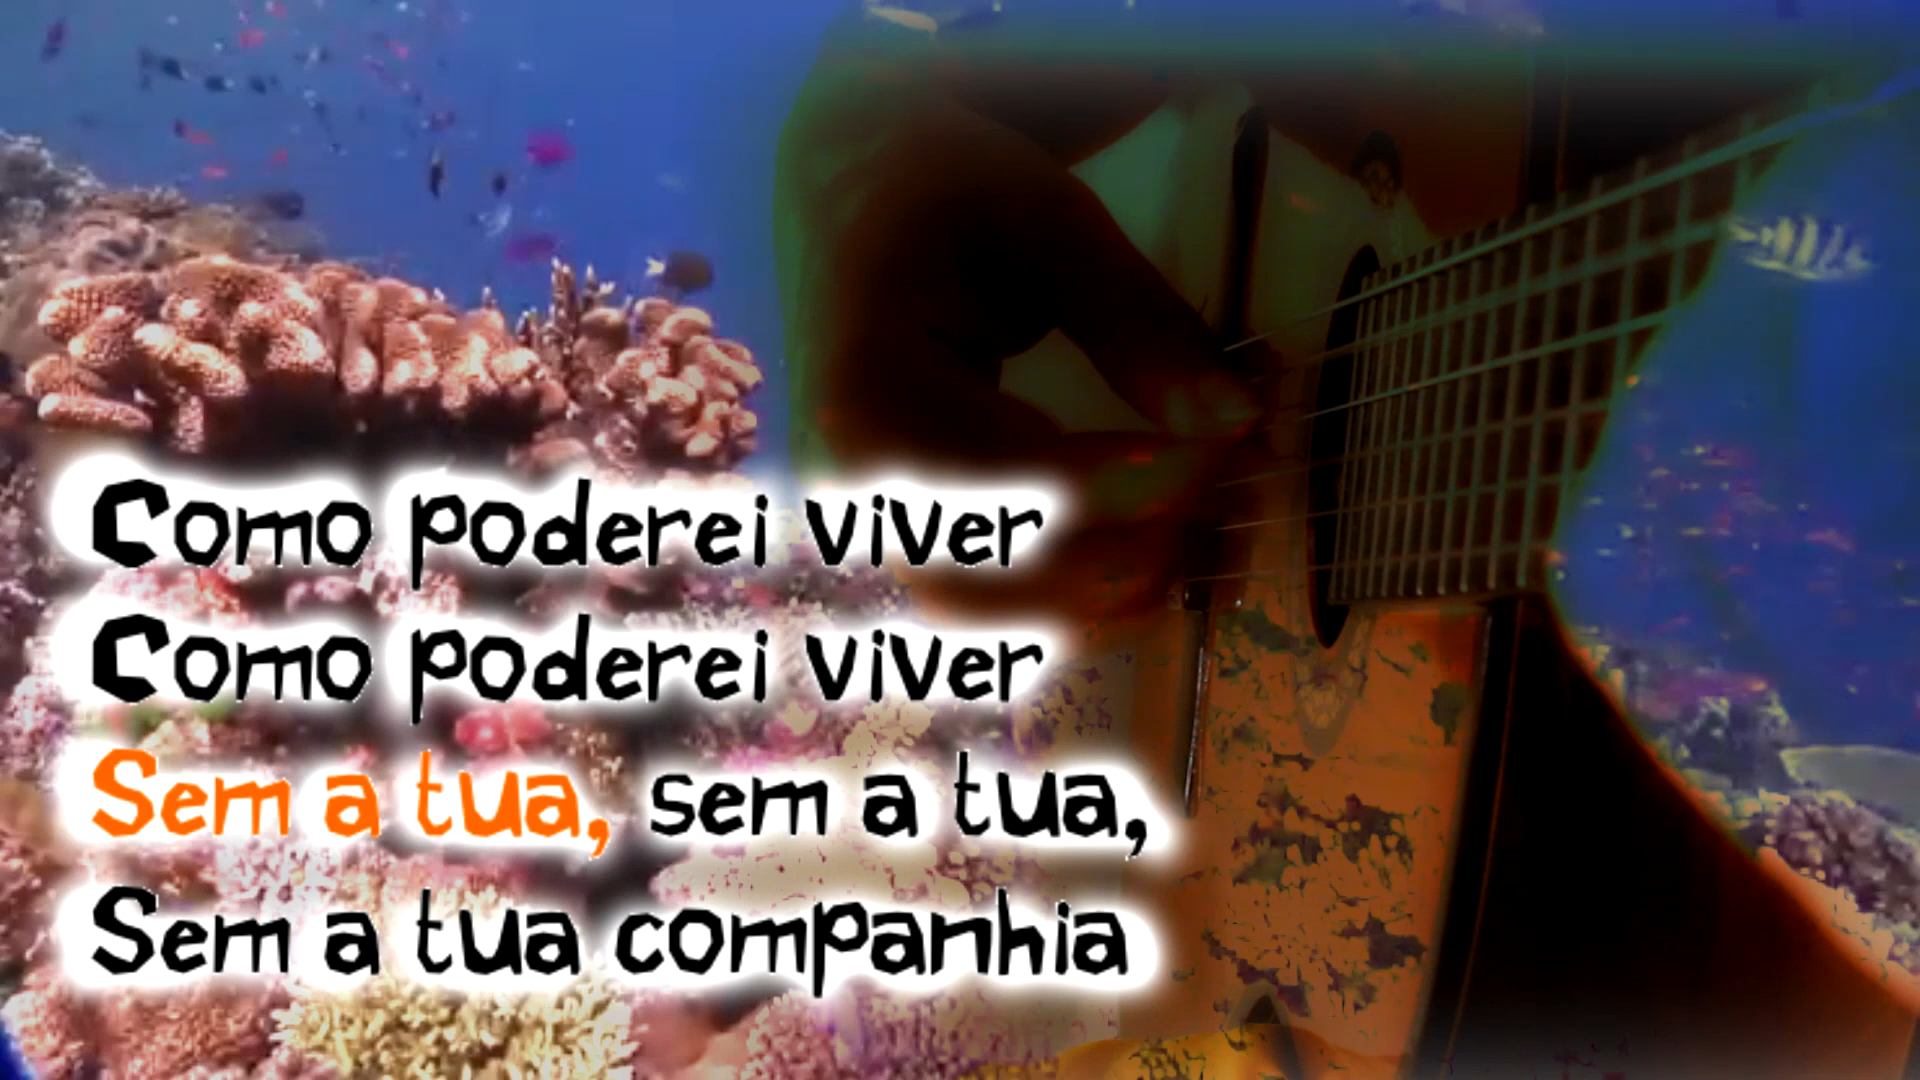 Como poderei viver
Como poderei viver
Sem a tua, sem a tua,
Sem a tua companhia